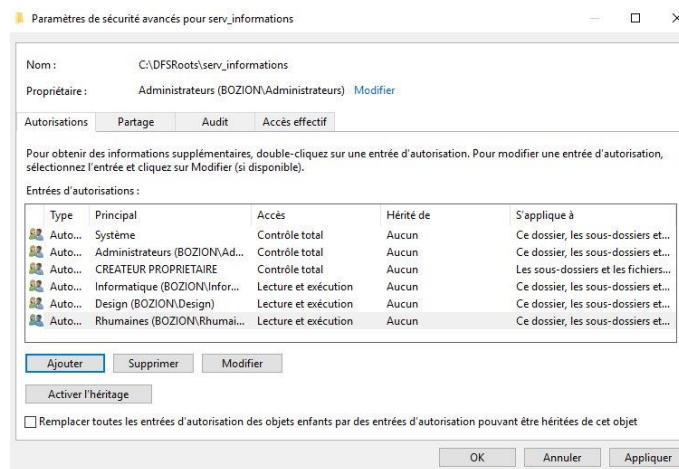 Paramètres de sécurité avancés pour serv_informations
Nom : C:\DFSRoots\serv_informations
Propriétaire : Administrateurs (BOZION\Administrateurs) Modifier
Autorisations Partage Audit Accès effectif
Pour obtenir des informations supplémentaires, double-cliquez sur une entrée d'autorisation. Pour modifier une entrée d'autorisation,
sélectionnez l'entrée et cliquez sur Modifier (si disponible).
Entrées d'autorisations :
Type Principal Accès Hérité de S'applique à
Auto... Système Contrôle total Aucun Ce dossier, les sous-dossiers et...
Auto... Administrateurs (BOZION\Ad... Contrôle total Aucun Ce dossier, les sous-dossiers et...
Auto... CREATEUR PROPRIETAIRE Contrôle total Aucun Les sous-dossiers et les fichiers...
Auto... Informatique (BOZION\Infor... Lecture et exécution Aucun Ce dossier, les sous-dossiers et...
Auto... Design (BOZION\Design) Lecture et exécution Aucun Ce dossier, les sous-dossiers et...
Auto... Rhumaines (BOZION\Rhumai... Lecture et exécution Aucun Ce dossier, les sous-dossiers et...
Ajouter Supprimer Modifier
Activer l'héritage
Remplacer toutes les entrées d'autorisation des objets enfants par des entrées d'autorisation pouvant être héritées de cet objet
OK Annuler Appliquer